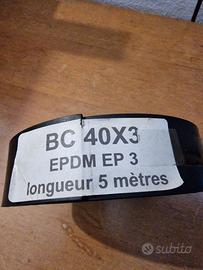 BC 40X3
EPDM EP 3
longueur 5 mètres
subito